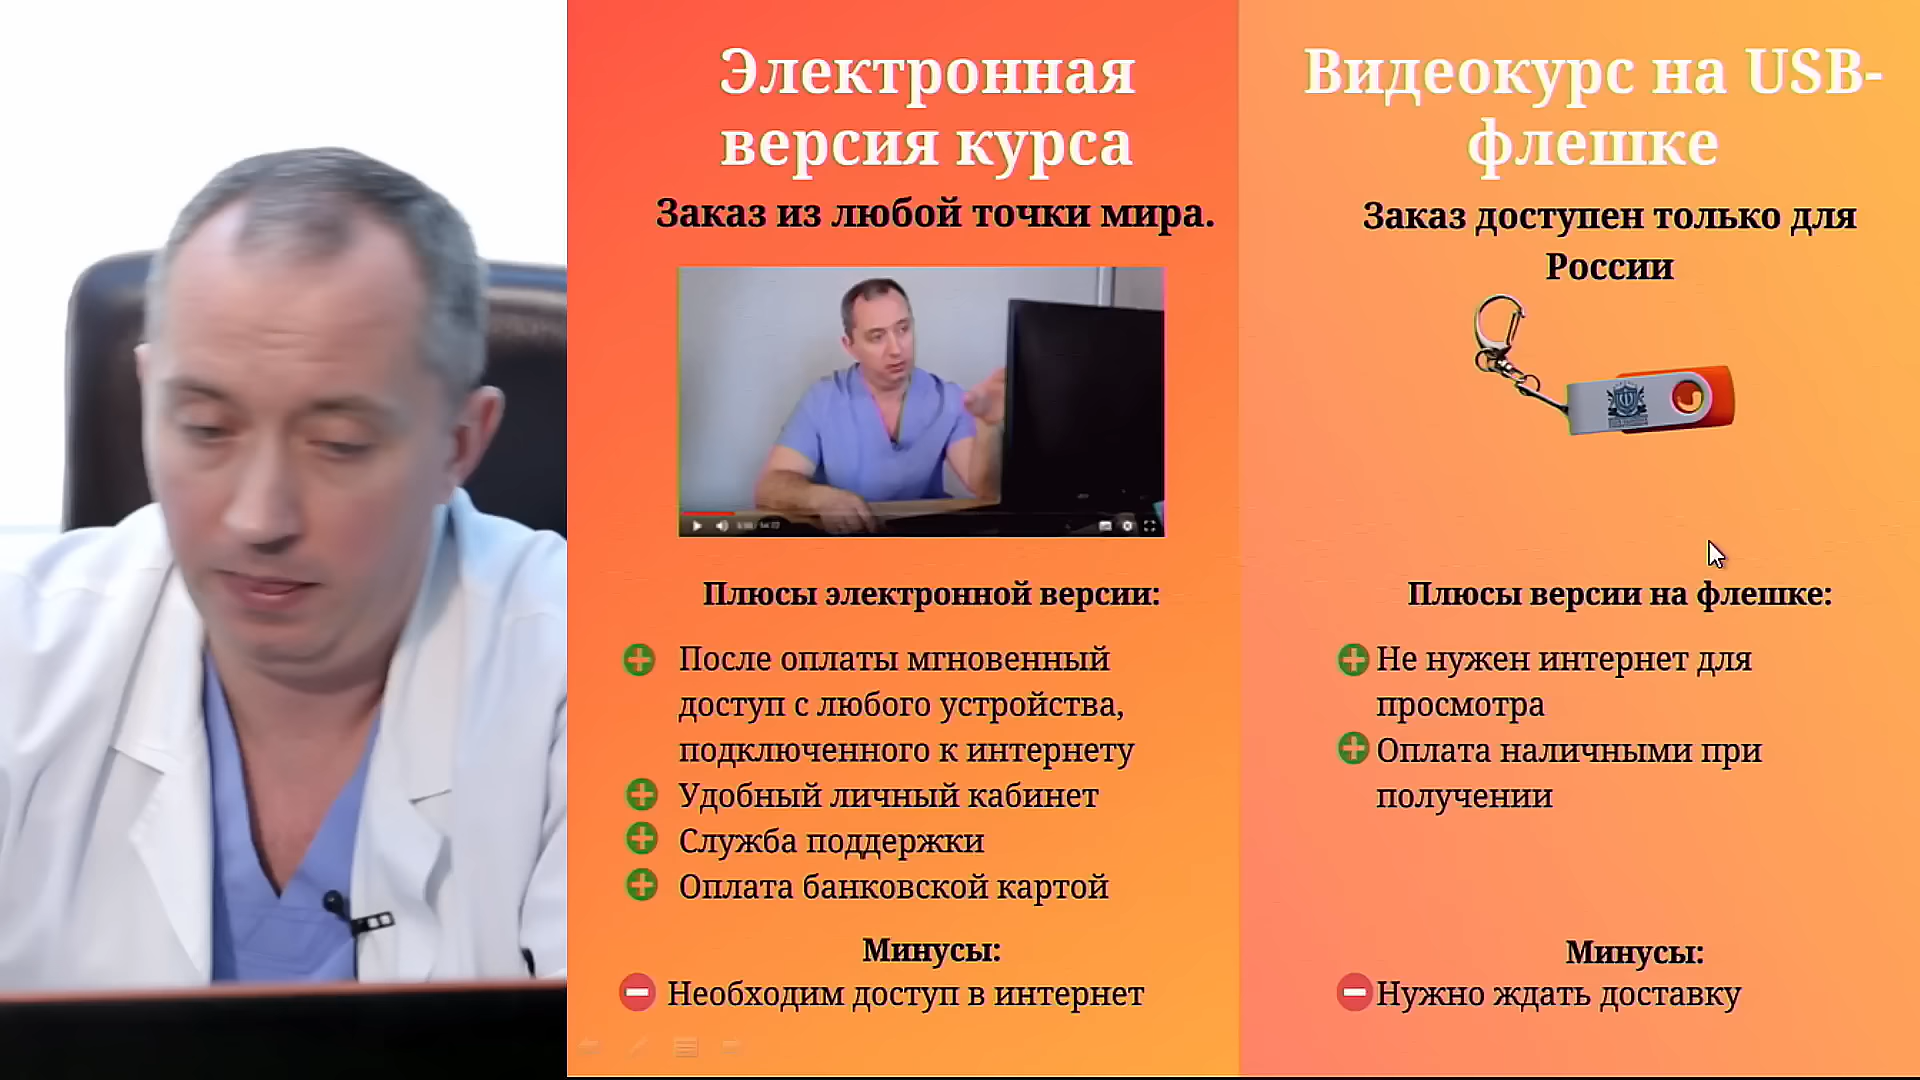 Электронная
версия курса
Заказ из любой точки мира.
Плюсы электронной версии:
После оплаты мгновенный
доступ с любого устройства,
подключенного к интернету
Удобный личный кабинет
Служба поддержки
Оплата банковской картой
Минусы:
Необходим доступ в интернет
Видеокурс на USB-
флешке
Заказ доступен только для
России
Плюсы версии на флешке:
Не нужен интернет для
просмотра
Оплата наличными при
получении
Минусы:
Нужно ждать доставку